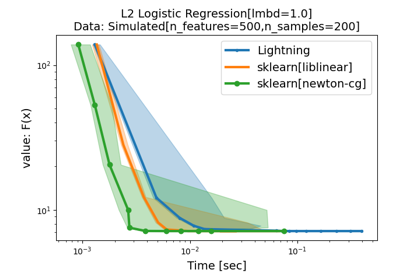 L2 Logistic Regression[lmbd=1.0]
Data: Simulated[n_features=500,n_samples=200]
Lightning
sklearn[liblinear]
sklearn[newton-cg]
value: F(x)
10²
10¹
10⁻³
10⁻²
10⁻¹
Time [sec]